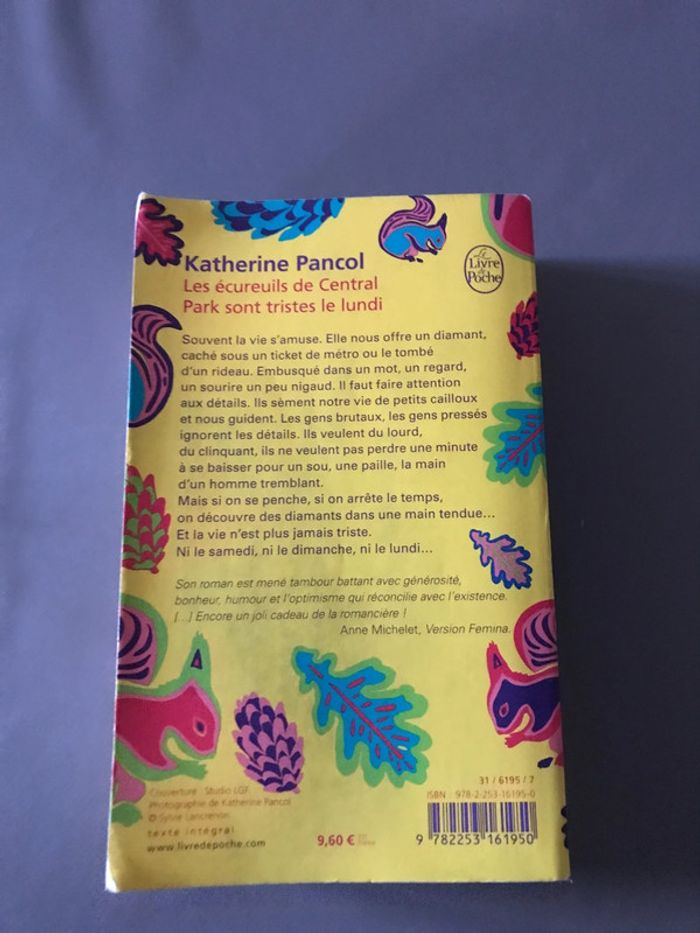 Katherine Pancol
Les écureuils de Central
Park sont tristes le lundi
Le
Livre
de
Poche
Souvent la vie s'amuse. Elle nous offre un diamant,
caché sous un ticket de métro ou le tombé
d'un rideau. Embusqué dans un mot, un regard,
un sourire un peu nigaud. Il faut faire attention
aux détails. Ils sèment notre vie de petits cailloux
et nous guident. Les gens brutaux, les gens pressés
ignorent les détails. Ils veulent du lourd,
du clinquant, ils ne veulent pas perdre une minute
à se baisser pour un sou, une paille, la main
d'un homme tremblant.
Mais si on se penche, si on arrête le temps,
on découvre des diamants dans une main tendue...
Et la vie n'est plus jamais triste.
Ni le samedi, ni le dimanche, ni le lundi...
Son roman est mené tambour battant avec générosité,
bonheur, humour et l'optimisme qui réconcilie avec l'existence.
[...] Encore un joli cadeau de la romancière !
Anne Michelet, Version Femina.
Couverture : Studio LGF.
Photographie de Katherine Pancol
© Sylvie Lancrenon
texte intégral
www.livredepoche.com
9,60 €
31 / 6195 / 7
ISBN : 978-2-253-16195-0
9 782253 161950